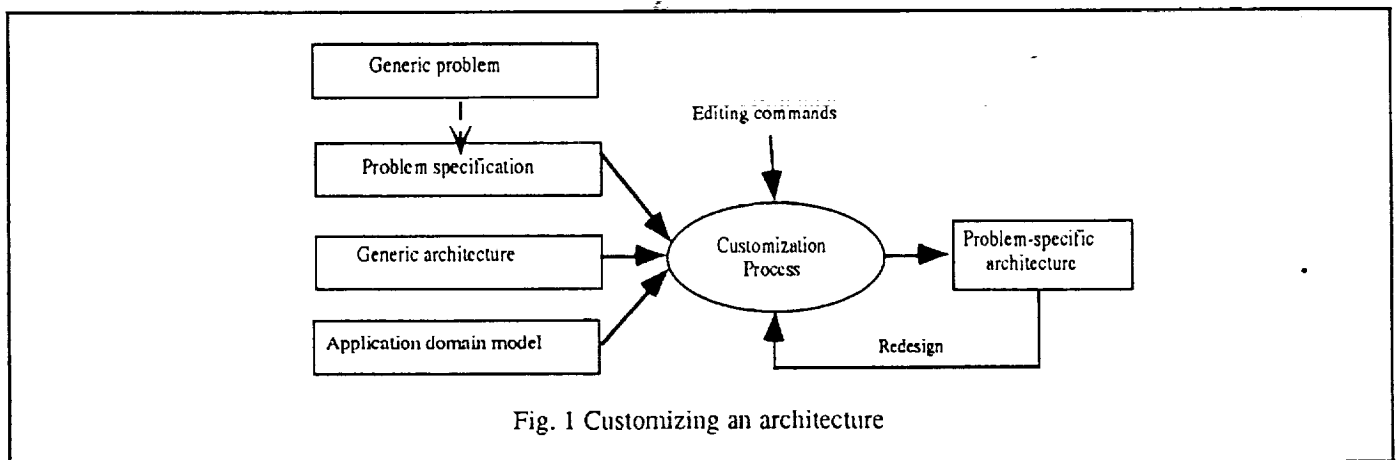 Generic problem
Editing commands
Problem specification
Generic architecture
Customization
Process
Problem-specific
architecture
Application domain model
Redesign
Fig. 1 Customizing an architecture